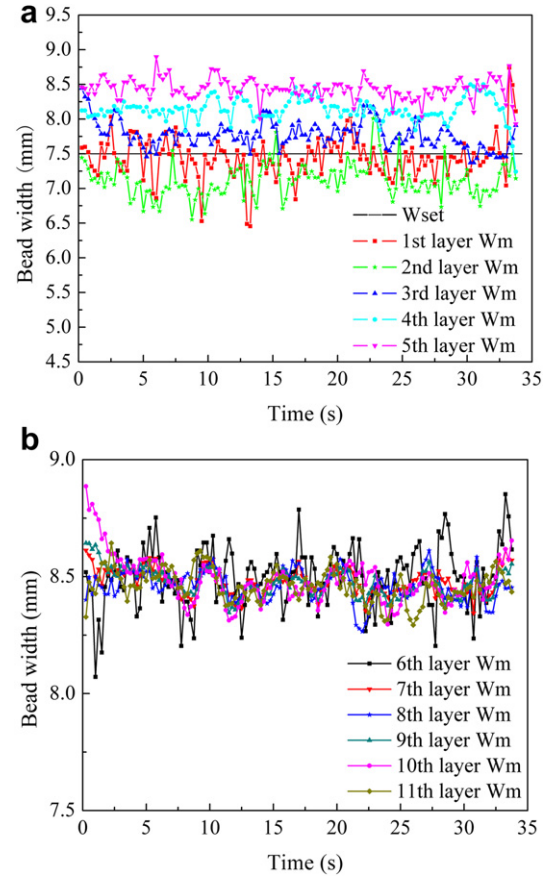 a
9.5
9.0
8.5
8.0
7.5
7.0
6.5
6.0
5.5
5.0
4.5
Bead width (mm)
Wset
1st layer Wm
2nd layer Wm
3rd layer Wm
4th layer Wm
5th layer Wm
0 5 10 15 20 25 30 35
Time (s)
b
9.0
8.5
8.0
7.5
Bead width (mm)
6th layer Wm
7th layer Wm
8th layer Wm
9th layer Wm
10th layer Wm
11th layer Wm
0 5 10 15 20 25 30 35
Time (s)